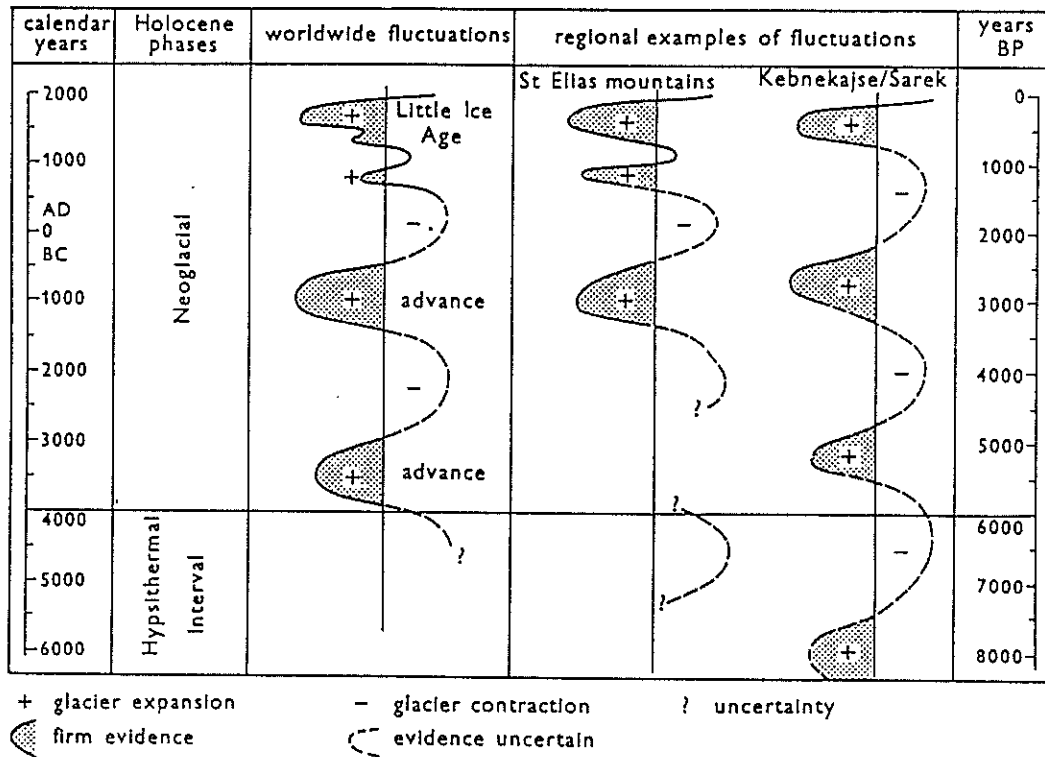 calendar years
Holocene phases
worldwide fluctuations
regional examples of fluctuations
years BP
St Elias mountains
Kebnekajse/Sarek
2000
1000
AD
0
BC
1000
2000
3000
4000
5000
6000
Neoglacial
Hypsithermal Interval
Little Ice Age
+
+
−
+
advance
−
+
advance
?
+
+
−
+
?
?
?
+
−
+
−
+
−
+
0
1000
2000
3000
4000
5000
6000
7000
8000
+ glacier expansion
− glacier contraction
? uncertainty
firm evidence
evidence uncertain